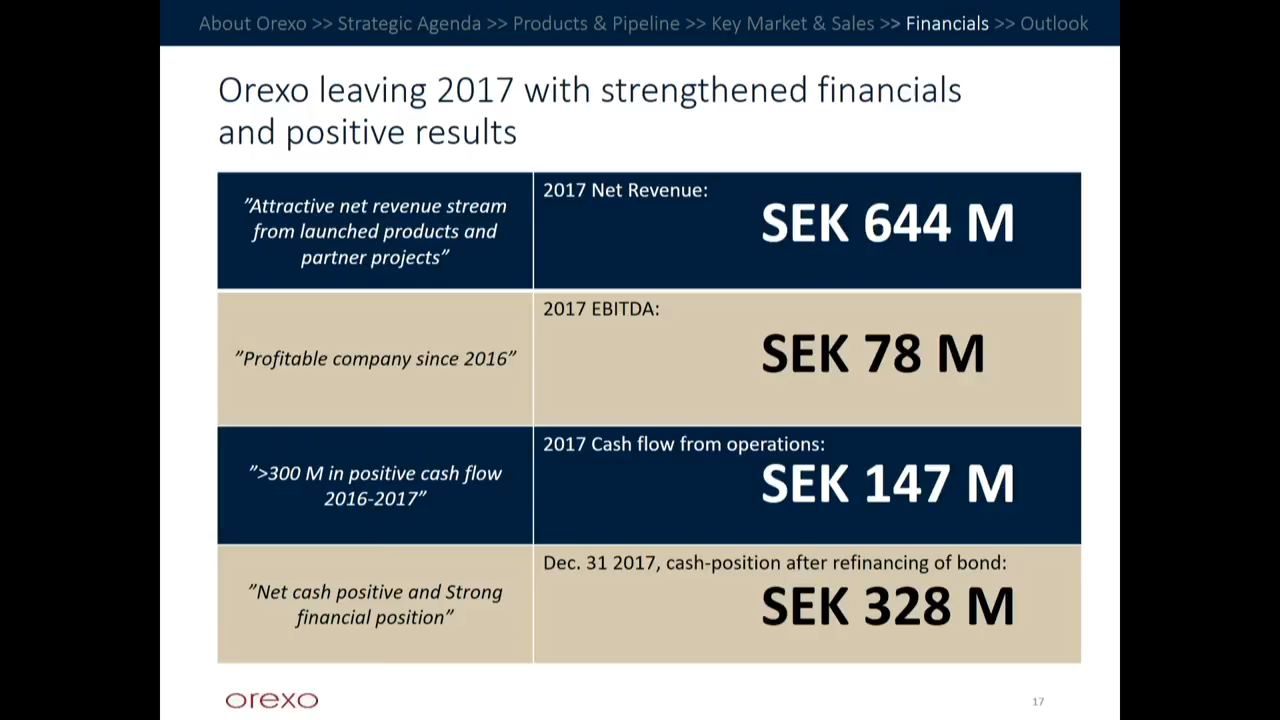 About Orexo >> Strategic Agenda >> Products & Pipeline >> Key Market & Sales >> Financials >> Outlook
Orexo leaving 2017 with strengthened financials
and positive results
”Attractive net revenue stream
from launched products and
partner projects”
2017 Net Revenue:
SEK 644 M
”Profitable company since 2016”
2017 EBITDA:
SEK 78 M
”>300 M in positive cash flow
2016-2017”
2017 Cash flow from operations:
SEK 147 M
”Net cash positive and Strong
financial position”
Dec. 31 2017, cash-position after refinancing of bond:
SEK 328 M
orexo
17